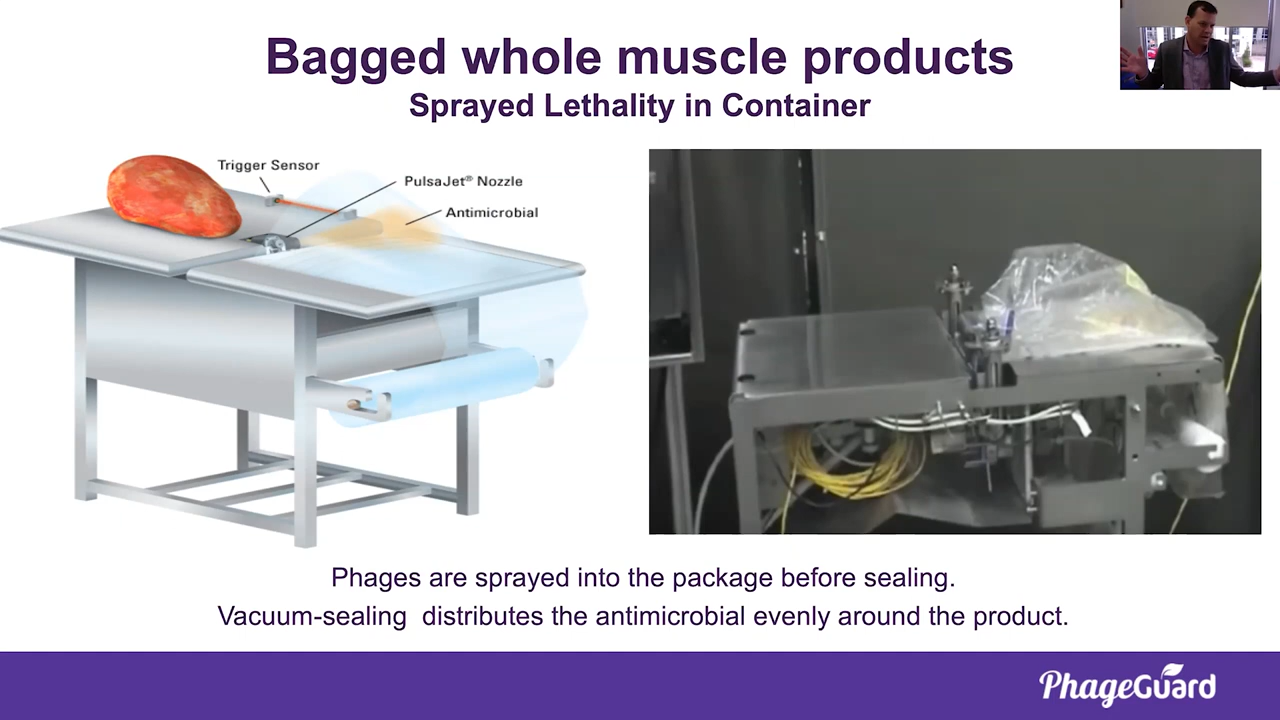 Bagged whole muscle products
Sprayed Lethality in Container
Trigger Sensor
PulsaJet® Nozzle
Antimicrobial
Phages are sprayed into the package before sealing.
Vacuum-sealing distributes the antimicrobial evenly around the product.
PhageGuard